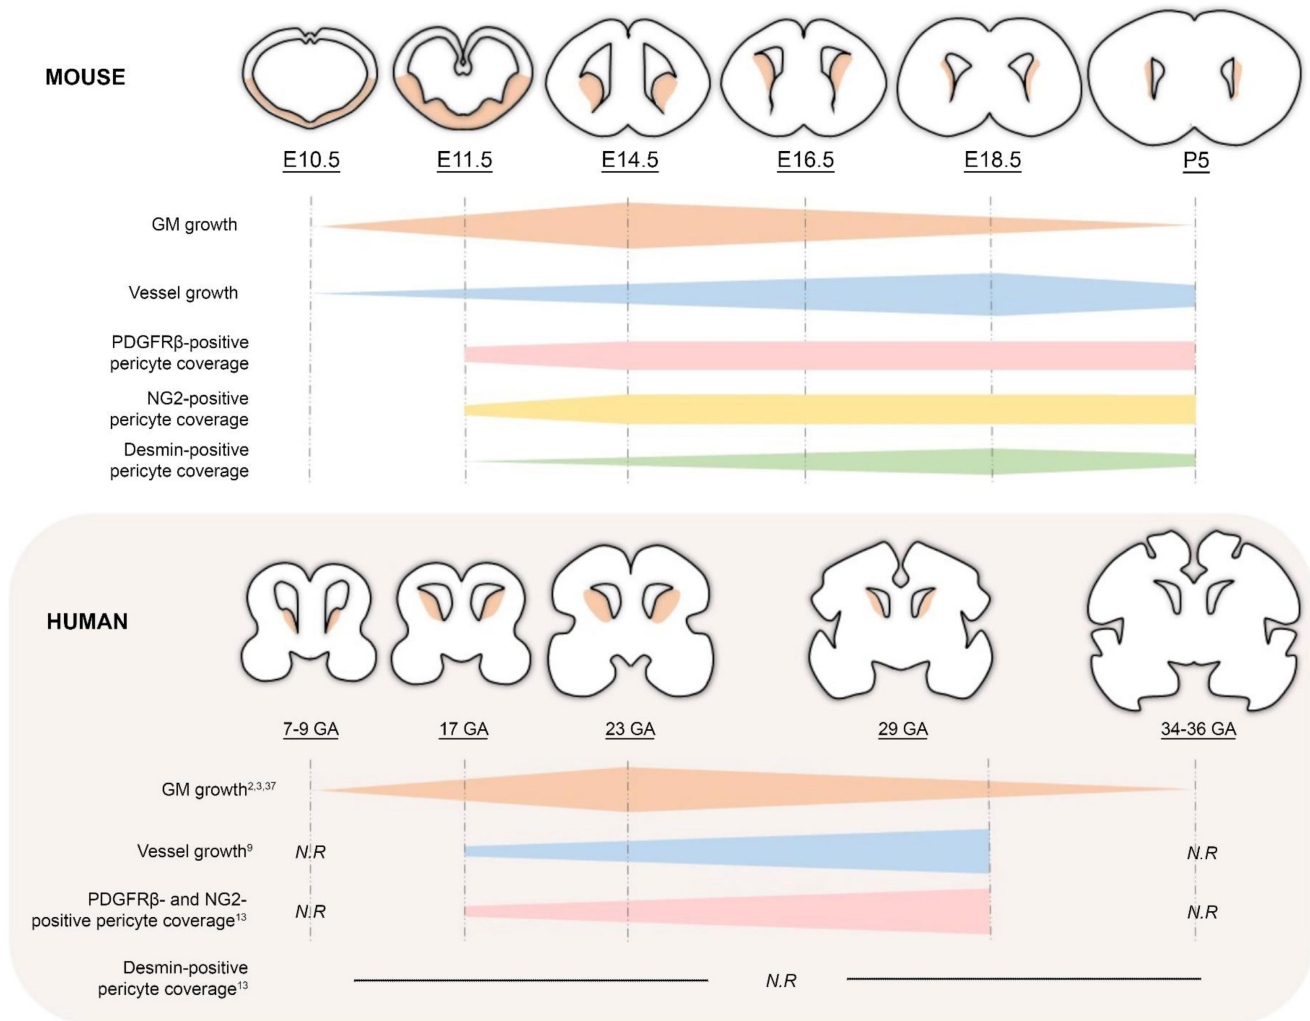 MOUSE
E10.5 E11.5 E14.5 E16.5 E18.5 P5
GM growth
Vessel growth
PDGFRβ-positive
pericyte coverage
NG2-positive
pericyte coverage
Desmin-positive
pericyte coverage
HUMAN
7-9 GA 17 GA 23 GA 29 GA 34-36 GA
GM growth2,3,37
Vessel growth9 N.R N.R
PDGFRβ- and NG2-
positive pericyte coverage13 N.R N.R
Desmin-positive
pericyte coverage13 N.R